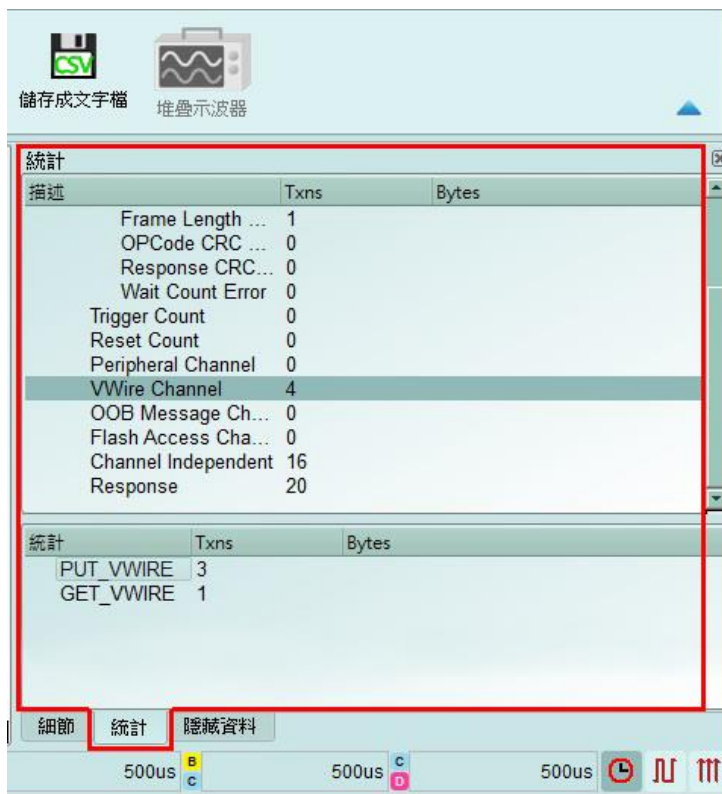 CSV
儲存成文字檔 堆疊示波器
統計
描述 Txns Bytes
Frame Length ... 1
OPCode CRC ... 0
Response CRC... 0
Wait Count Error 0
Trigger Count 0
Reset Count 0
Peripheral Channel 0
VWire Channel 4
OOB Message Ch... 0
Flash Access Cha... 0
Channel Independent 16
Response 20
統計 Txns Bytes
PUT_VWIRE 3
GET_VWIRE 1
細節 統計 隱藏資料
500us B C 500us C D 500us